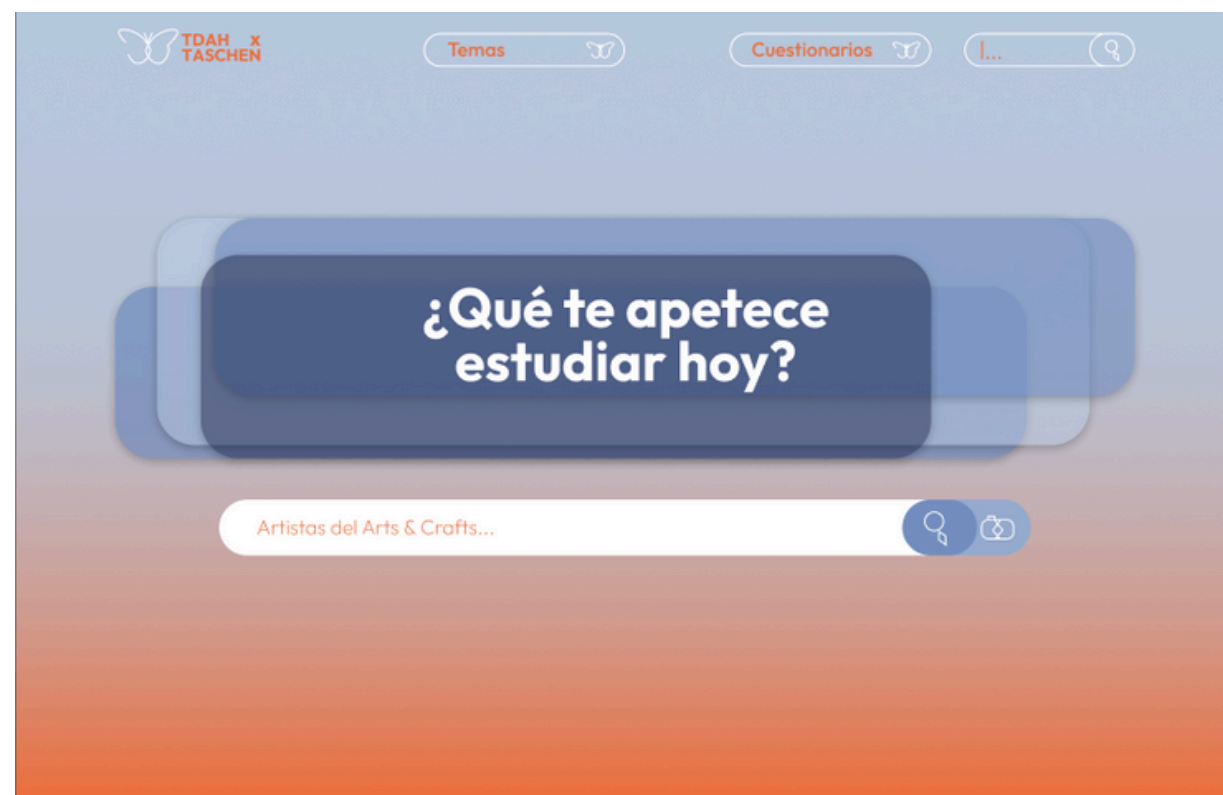 TDAH x
TASCHEN
Temas
Cuestionarios
|...
¿Qué te apetece
estudiar hoy?
Artistas del Arts & Crafts...